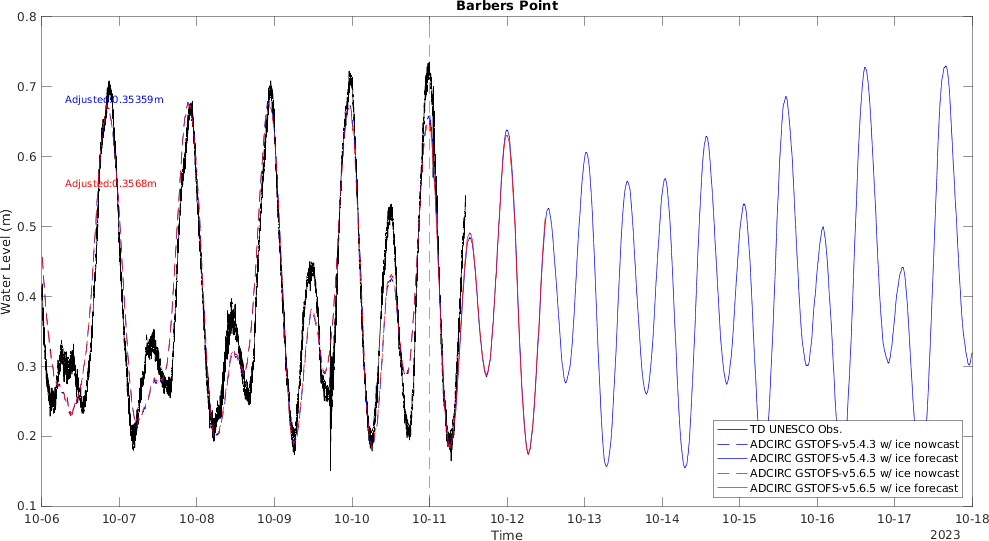 Barbers Point
0.8
0.7
0.6
0.5
0.4
0.3
0.2
0.1
Water Level (m)
Adjusted:0.35359m
Adjusted:0.3568m
TD UNESCO Obs.
ADCIRC GSTOFS-v5.4.3 w/ ice nowcast
ADCIRC GSTOFS-v5.4.3 w/ ice forecast
ADCIRC GSTOFS-v5.6.5 w/ ice nowcast
ADCIRC GSTOFS-v5.6.5 w/ ice forecast
10-06 10-07 10-08 10-09 10-10 10-11 10-12 10-13 10-14 10-15 10-16 10-17 10-18
Time
2023